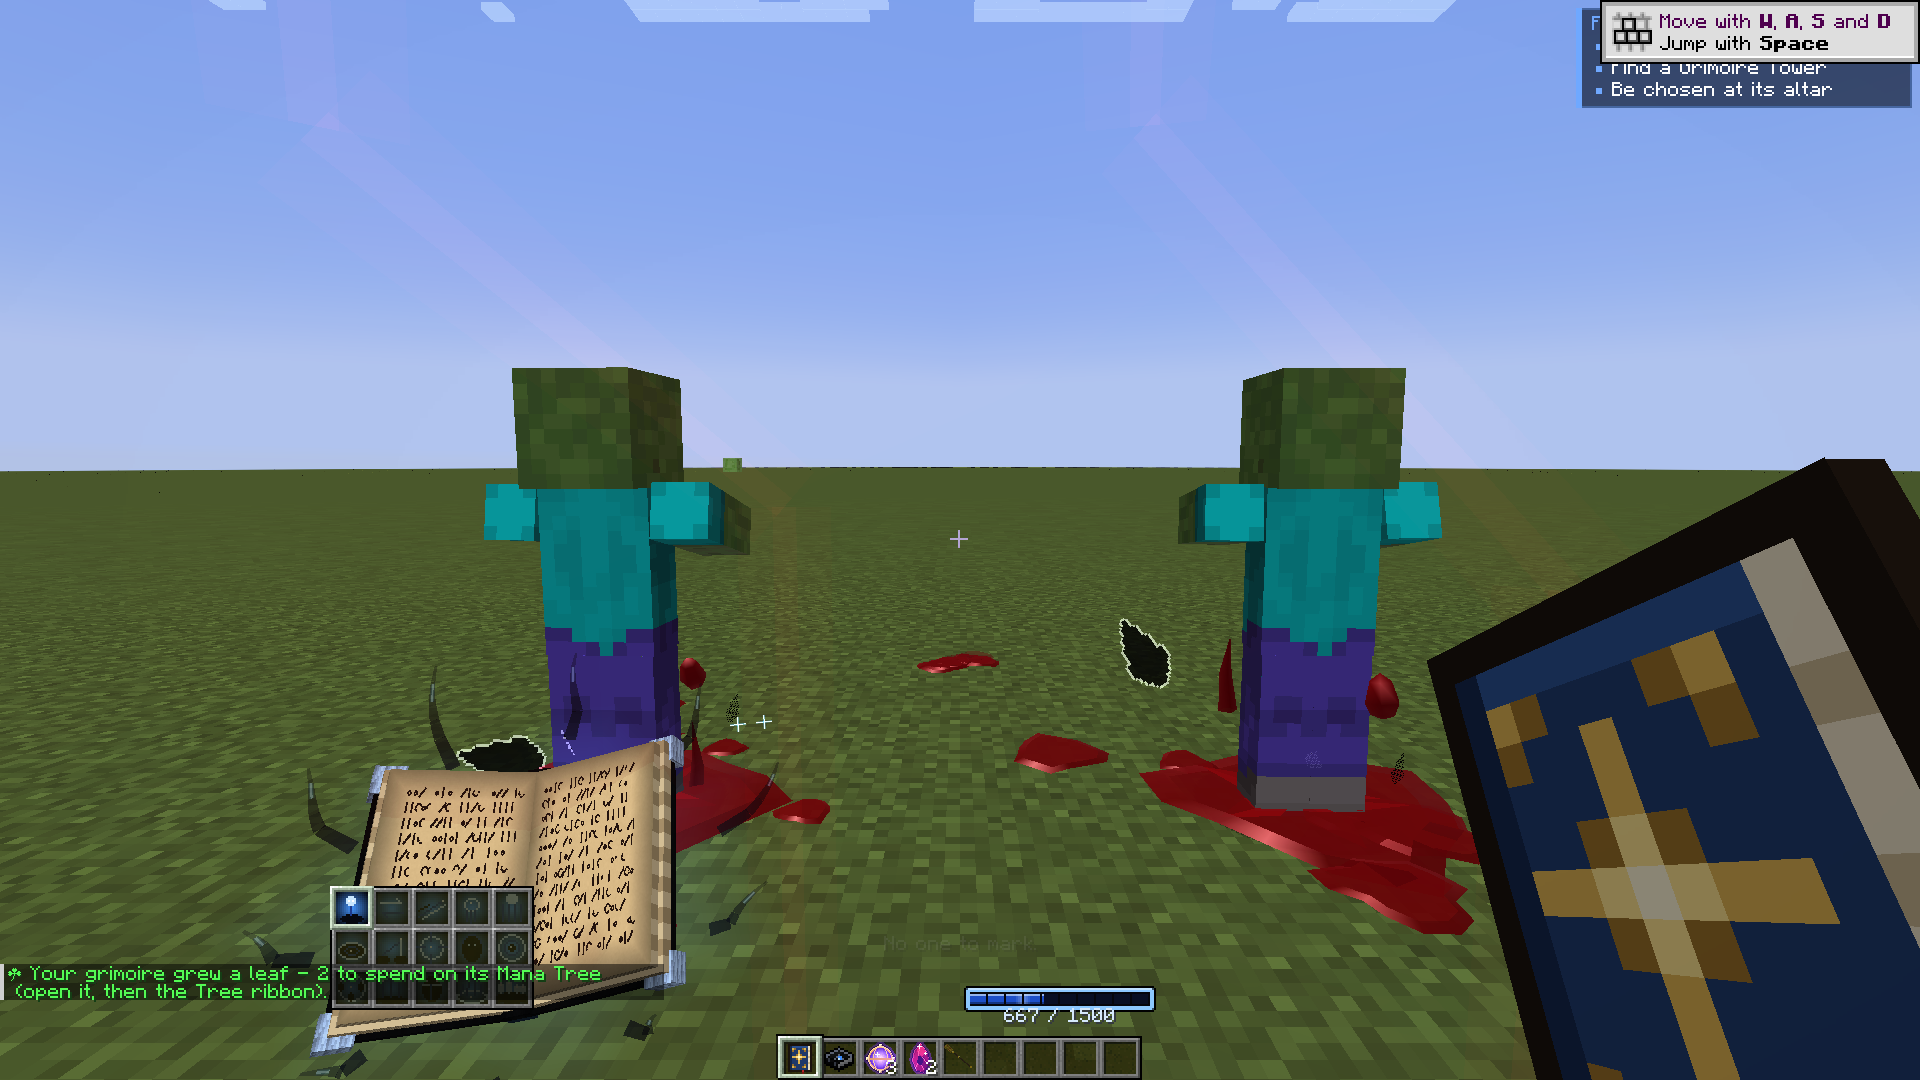 Move with W, A, S and D
Jump with Space
Find a Grimoire Tower
Be chosen at its altar
No one to mark.
☘ Your grimoire grew a leaf – 2 to spend on its Mana Tree
(open it, then the Tree ribbon).
667 / 1500
3
2